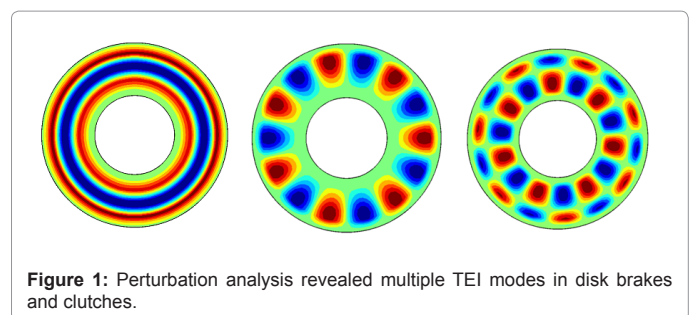 Figure 1: Perturbation analysis revealed multiple TEI modes in disk brakes
and clutches.